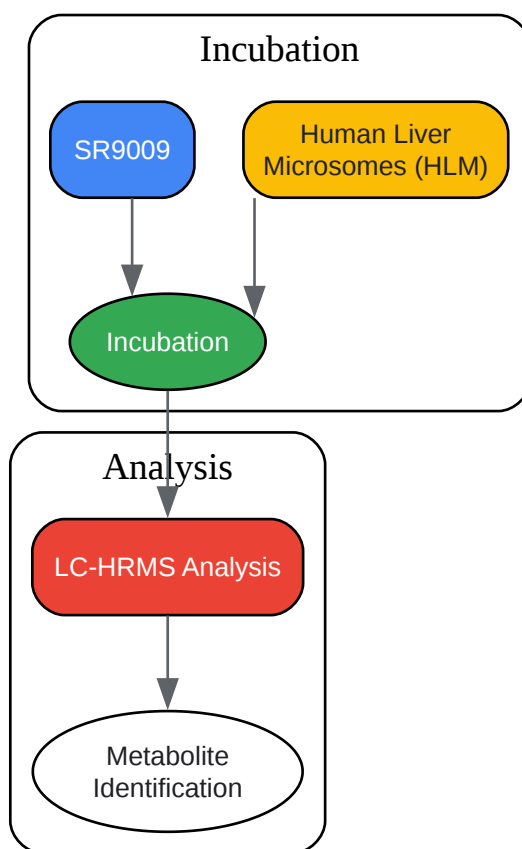 Incubation
SR9009
Human Liver
Microsomes (HLM)
Incubation
Analysis
LC-HRMS Analysis
Metabolite
Identification